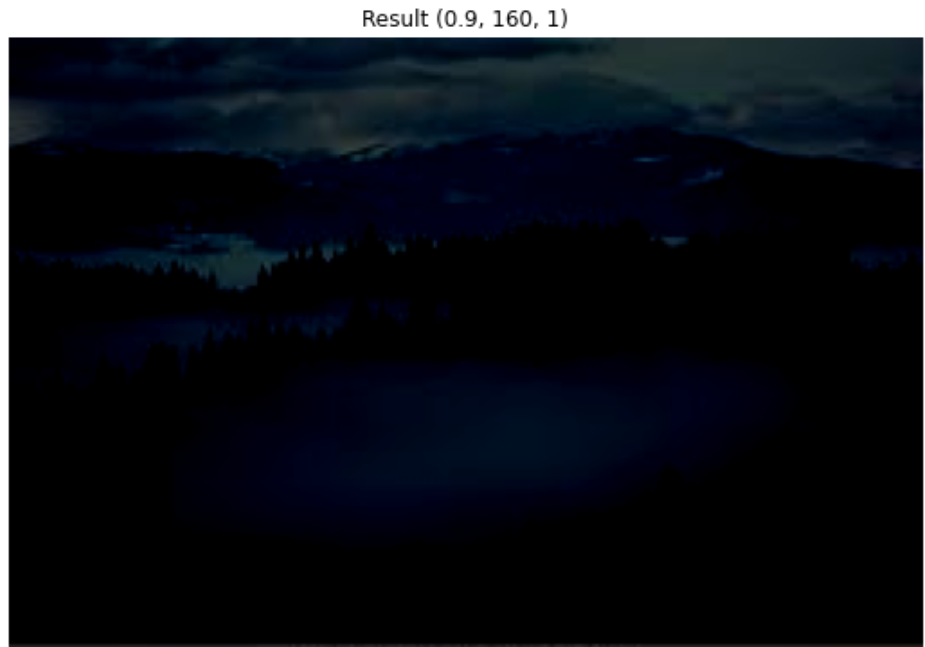 Result (0.9, 160, 1)